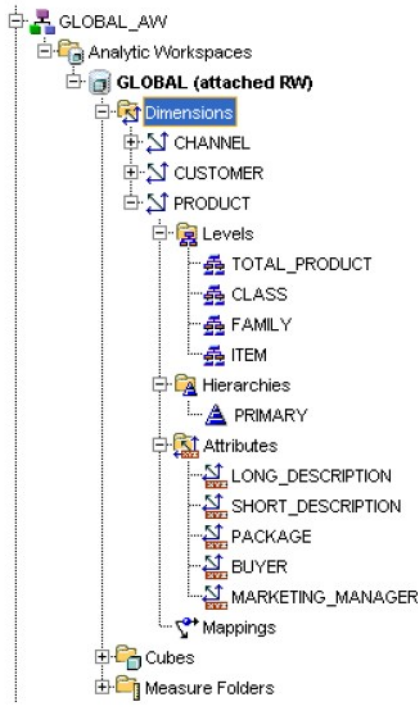 GLOBAL_AW
Analytic Workspaces
GLOBAL (attached RW)
Dimensions
CHANNEL
CUSTOMER
PRODUCT
Levels
TOTAL_PRODUCT
CLASS
FAMILY
ITEM
Hierarchies
PRIMARY
Attributes
LONG_DESCRIPTION
SHORT_DESCRIPTION
PACKAGE
BUYER
MARKETING_MANAGER
Mappings
Cubes
Measure Folders